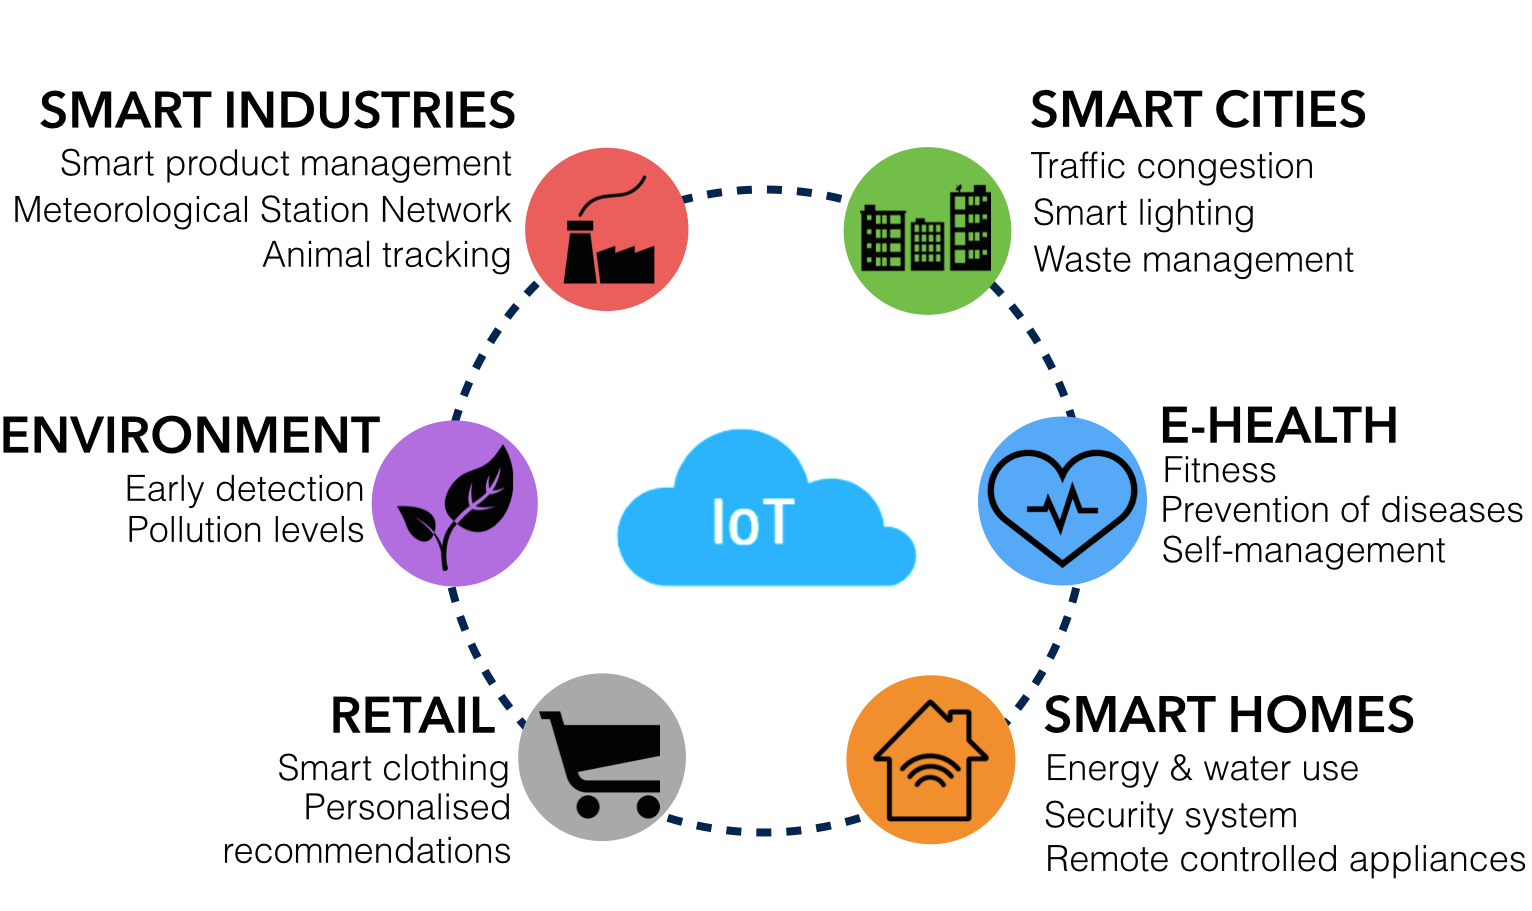 SMART INDUSTRIES
Smart product management
Meteorological Station Network
Animal tracking
SMART CITIES
Traffic congestion
Smart lighting
Waste management
ENVIRONMENT
Early detection
Pollution levels
IoT
E-HEALTH
Fitness
Prevention of diseases
Self-management
RETAIL
Smart clothing
Personalised
recommendations
SMART HOMES
Energy & water use
Security system
Remote controlled appliances